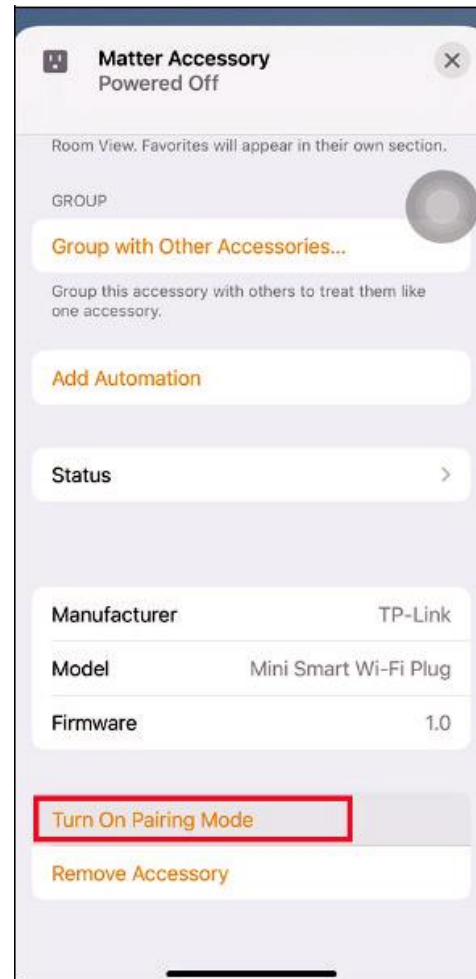 Matter Accessory
Powered Off
Room View. Favorites will appear in their own section.
GROUP
Group with Other Accessories...
Group this accessory with others to treat them like
one accessory.
Add Automation
Status
Manufacturer TP-Link
Model Mini Smart Wi-Fi Plug
Firmware 1.0
Turn On Pairing Mode
Remove Accessory